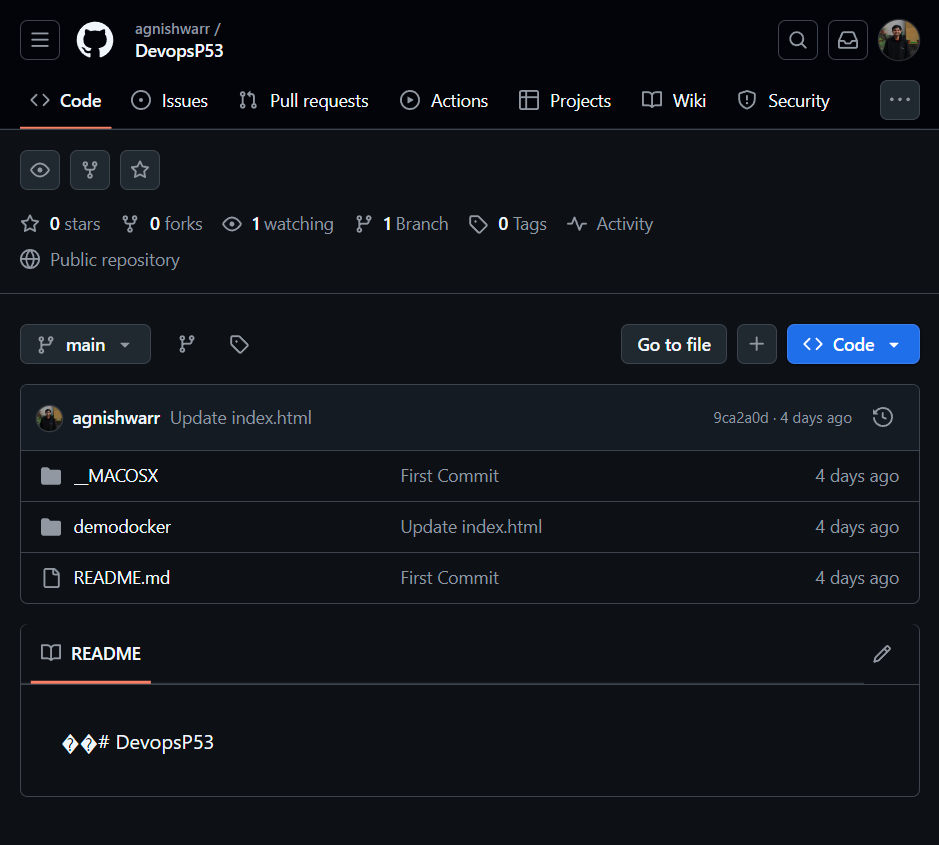 agnishwarr /
DevopsP53
Code Issues Pull requests Actions Projects Wiki Security
0 stars 0 forks 1 watching 1 Branch 0 Tags Activity
Public repository
main Go to file Code
agnishwarr Update index.html 9ca2a0d · 4 days ago
__MACOSX First Commit 4 days ago
demodocker Update index.html 4 days ago
README.md First Commit 4 days ago
README
��# DevopsP53